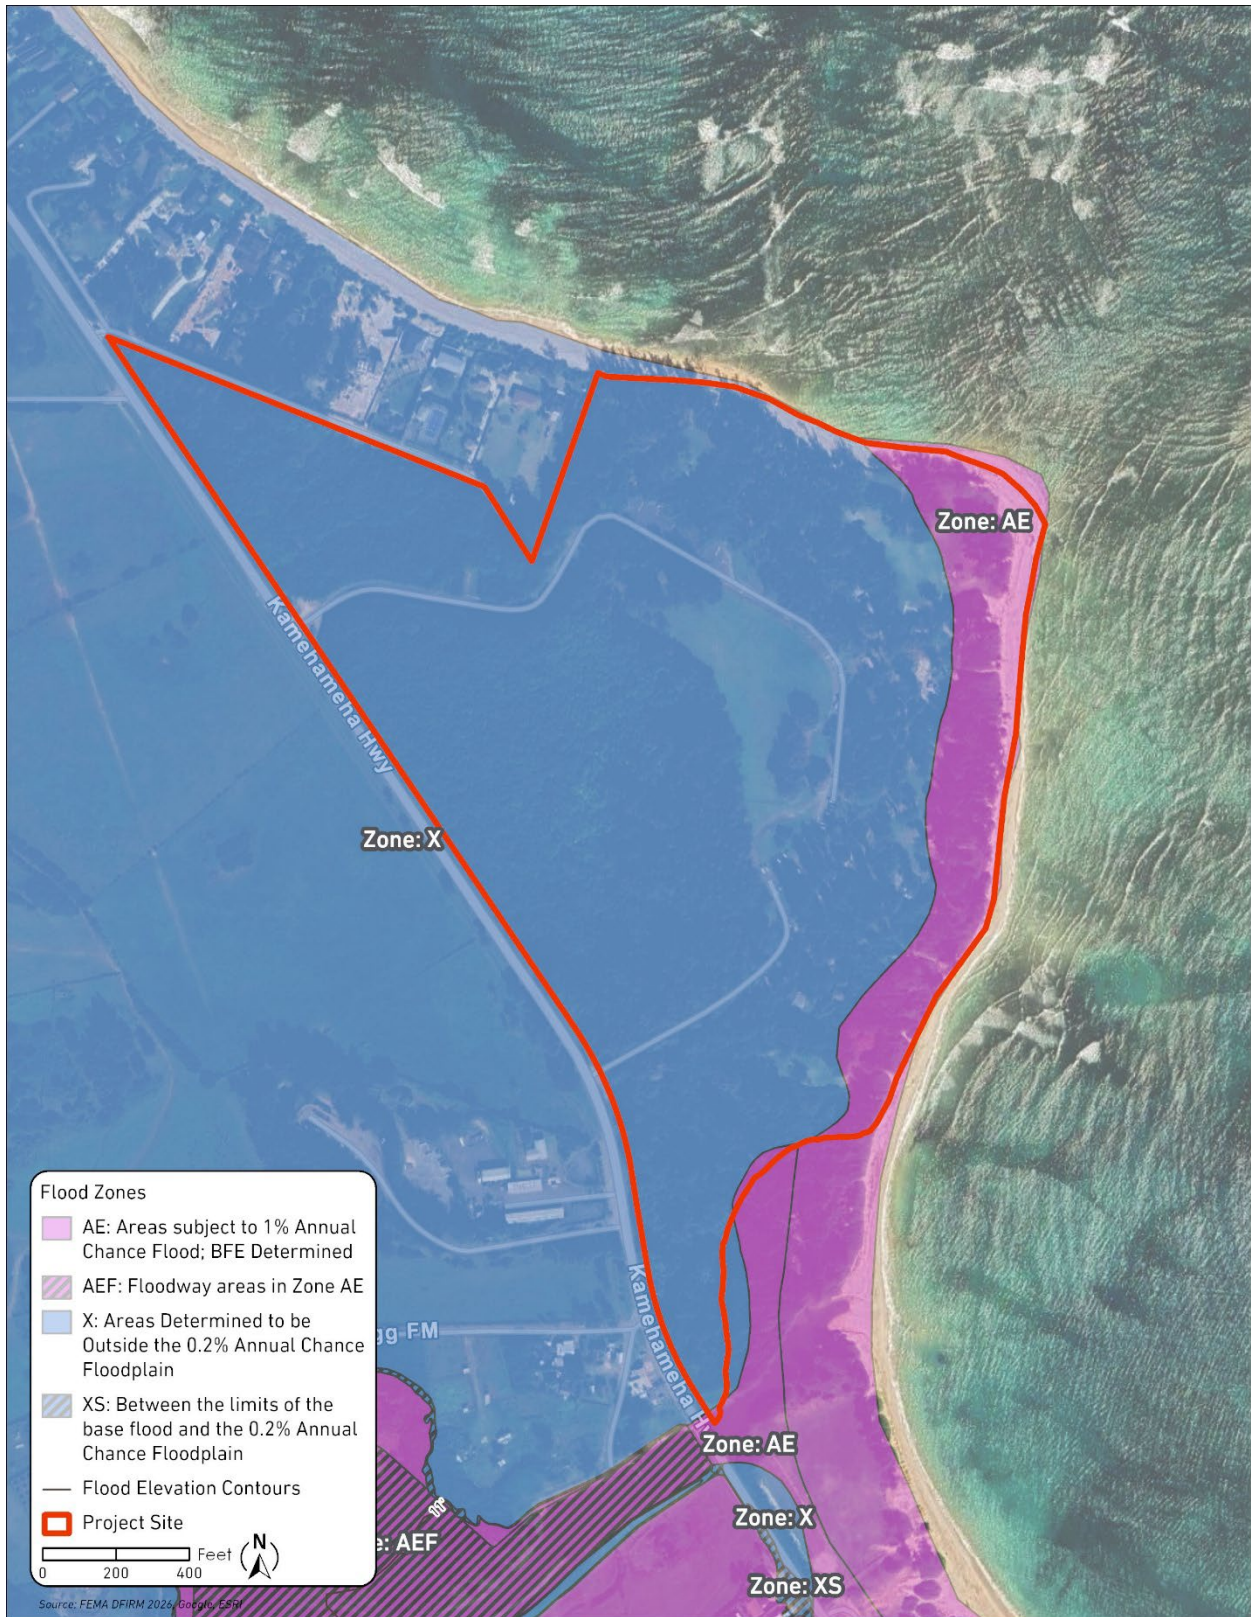 Zone: AE
Kamehameha Hwy
Zone: X
Flood Zones
AE: Areas subject to 1% Annual
Chance Flood; BFE Determined
AEF: Floodway areas in Zone AE
X: Areas Determined to be
Outside the 0.2% Annual Chance
Floodplain
XS: Between the limits of the
base flood and the 0.2% Annual
Chance Floodplain
Flood Elevation Contours
Project Site
Feet
N
0 200 400
Source: FEMA DFIRM 2026, Google, ESRI
gg FM
Kamehameha H
Zone: AE
e: AEF
Zone: X
Zone: XS